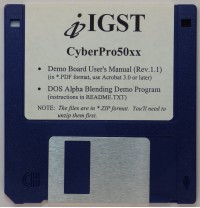 iIGST
CyberPro50xx
• Demo Board User's Manual (Rev.1.1)
(in *.PDF format, use Acrobat 3.0 or later)
• DOS Alpha Blending Demo Program
(instructions in README.TXT)
NOTE: The files are in *.ZIP format. You'll need to
unzip them first.